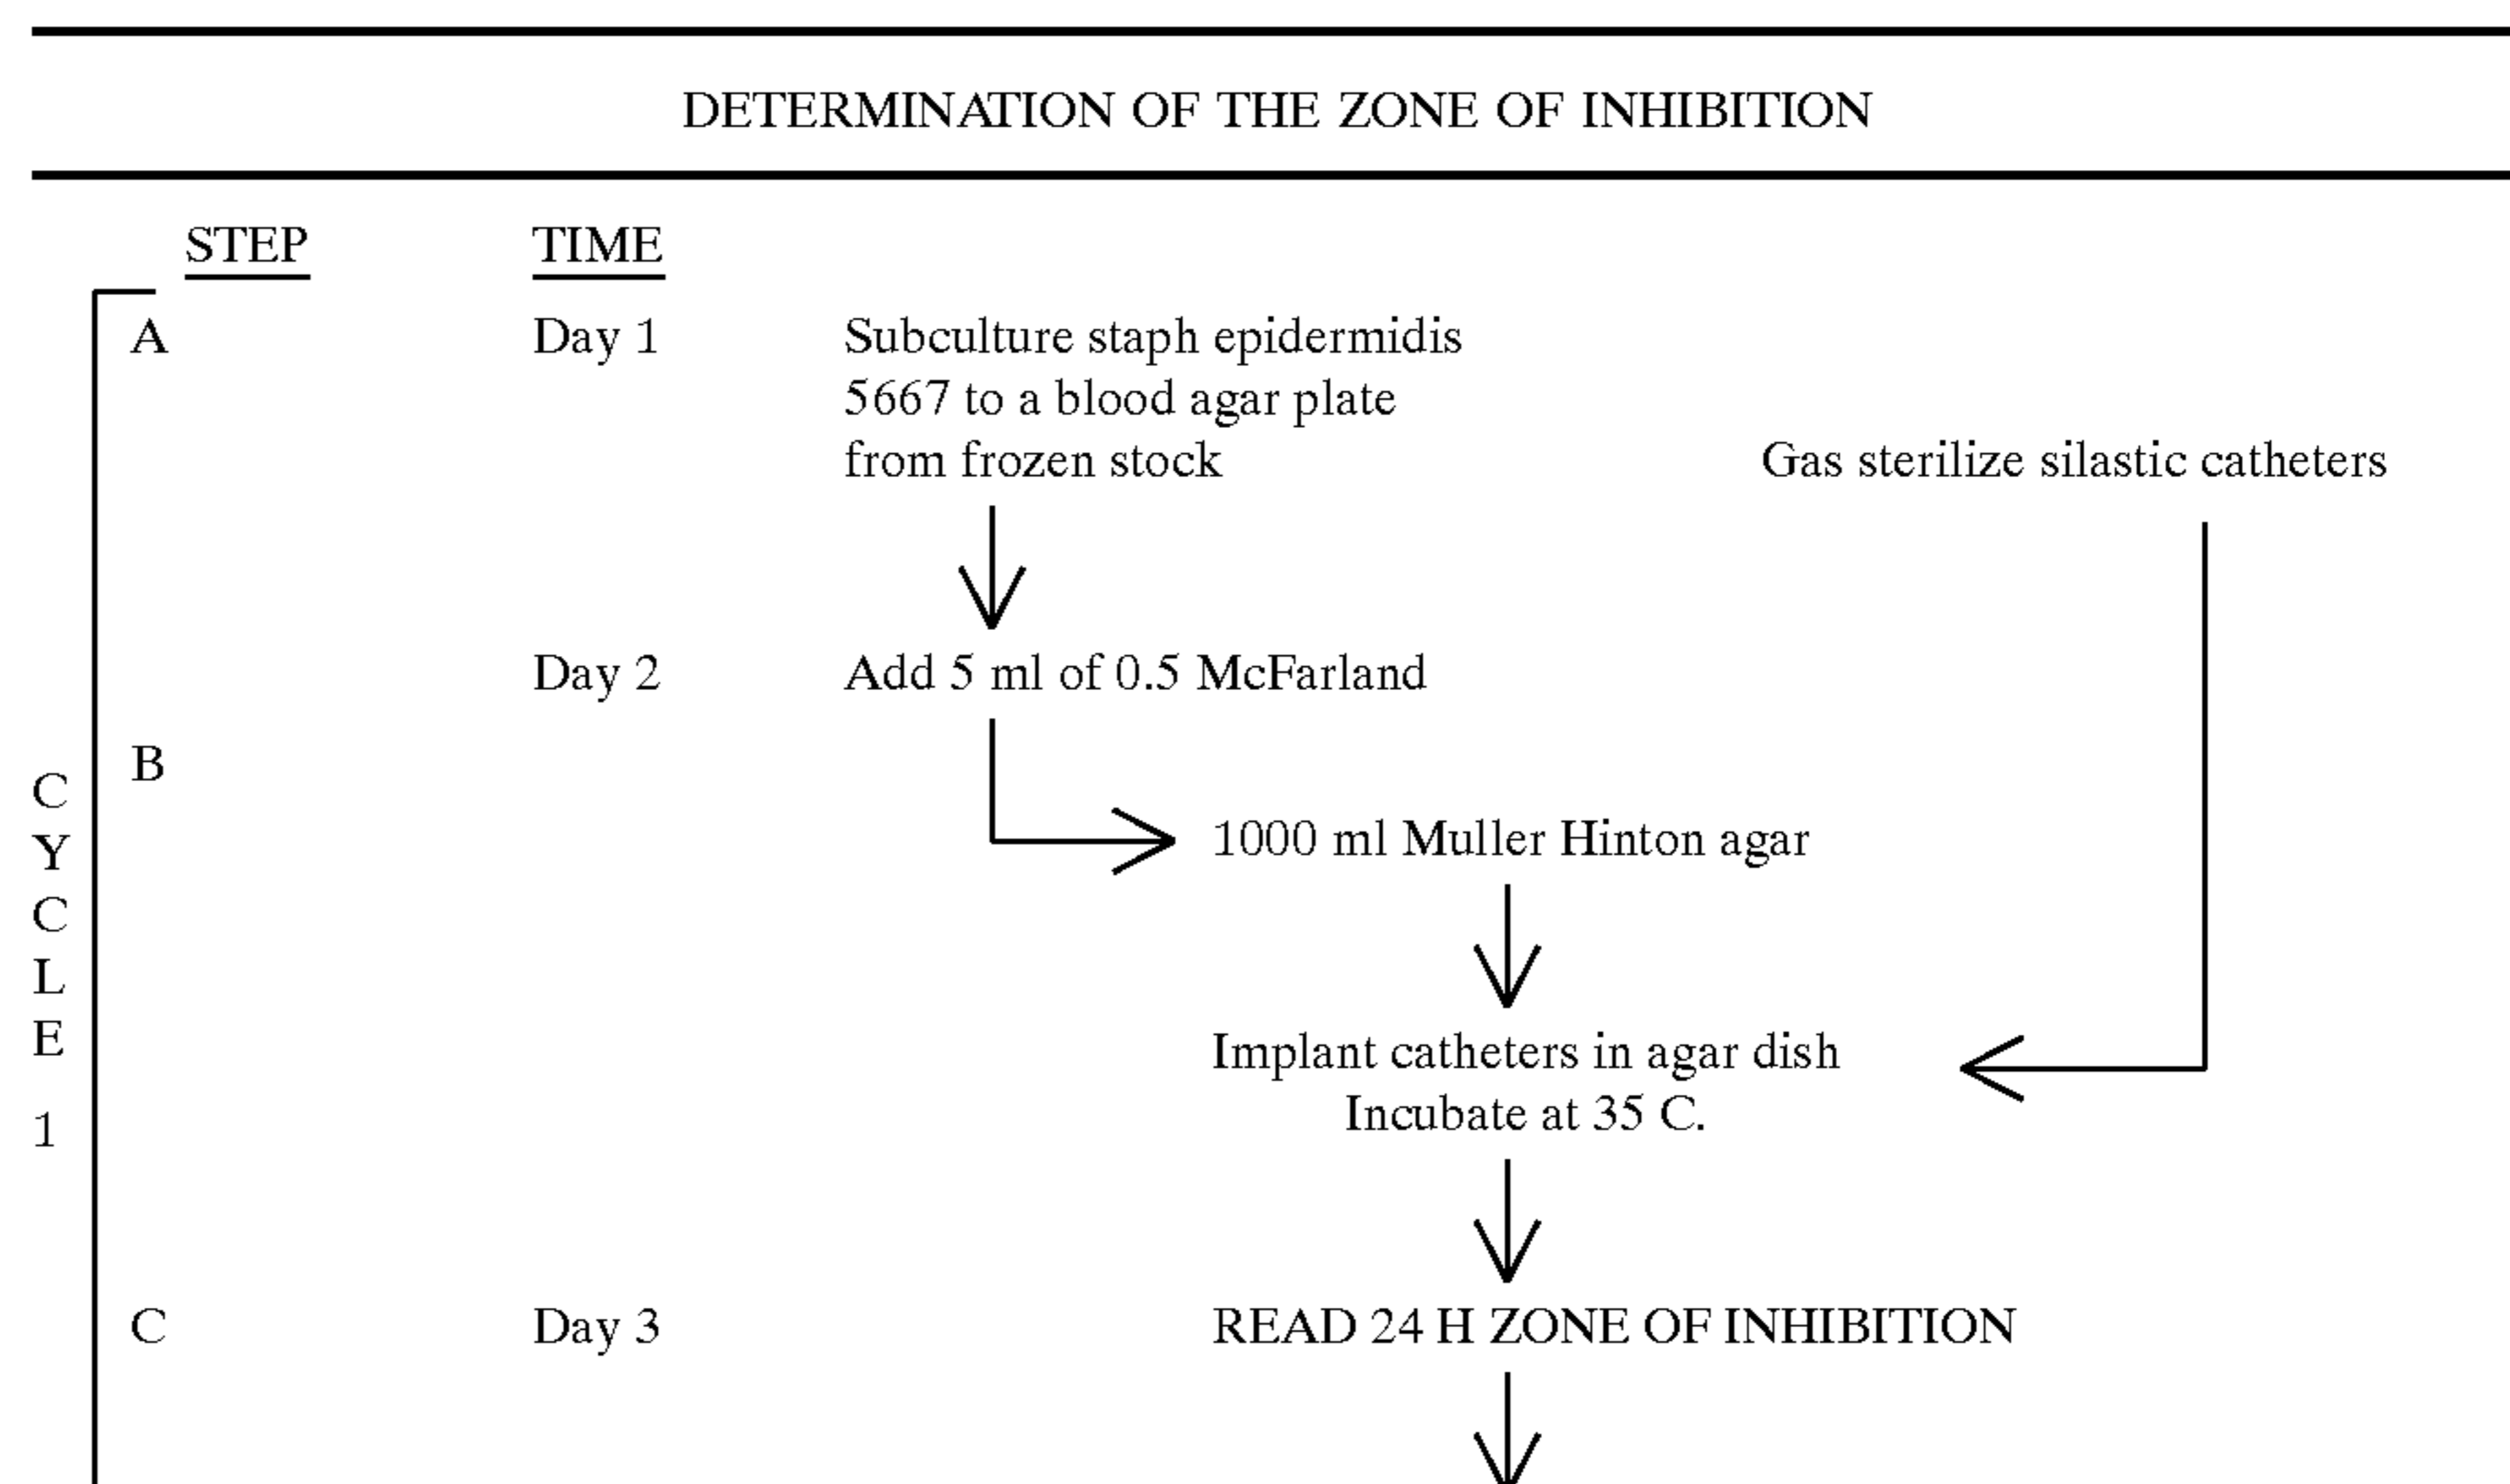 DETERMINATION OF THE ZONE OF INHIBITION
STEP TIME
A Day 1 Subculture staph epidermidis
5667 to a blood agar plate
from frozen stock Gas sterilize silastic catheters
Day 2 Add 5 ml of 0.5 McFarland
B
1000 ml Muller Hinton agar
Implant catheters in agar dish
Incubate at 35 C.
C Day 3 READ 24 H ZONE OF INHIBITION
CYCLE 1